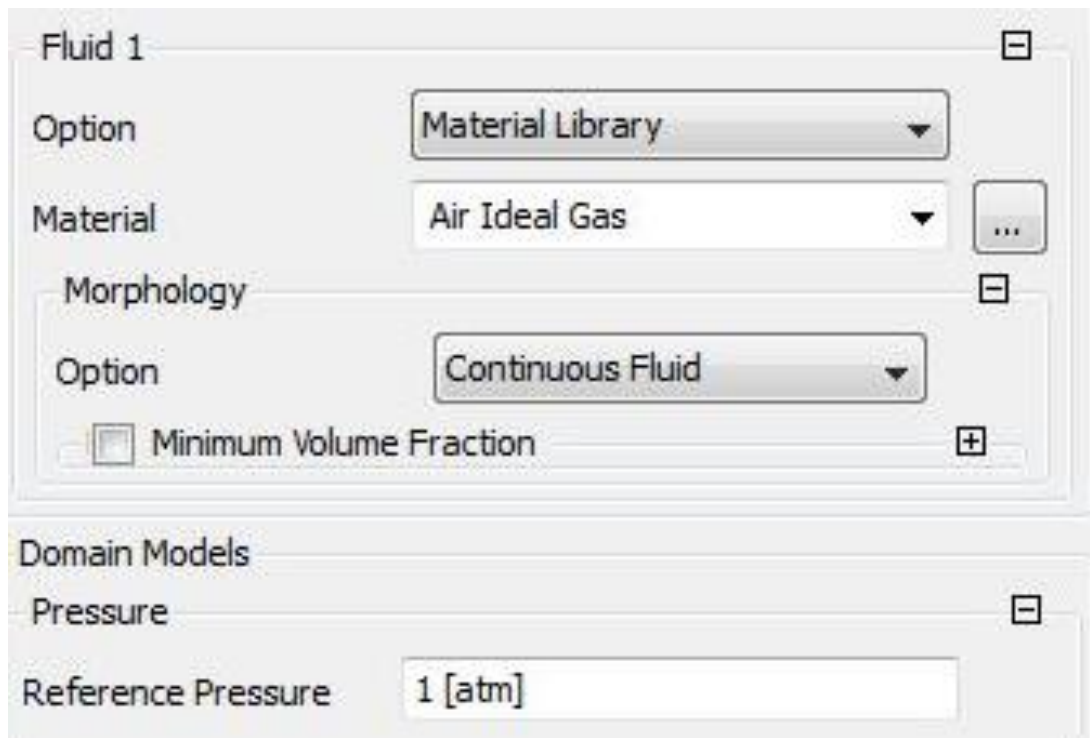 Fluid 1
Option Material Library
Material Air Ideal Gas ...
Morphology
Option Continuous Fluid
Minimum Volume Fraction
Domain Models
Pressure
Reference Pressure 1 [atm]